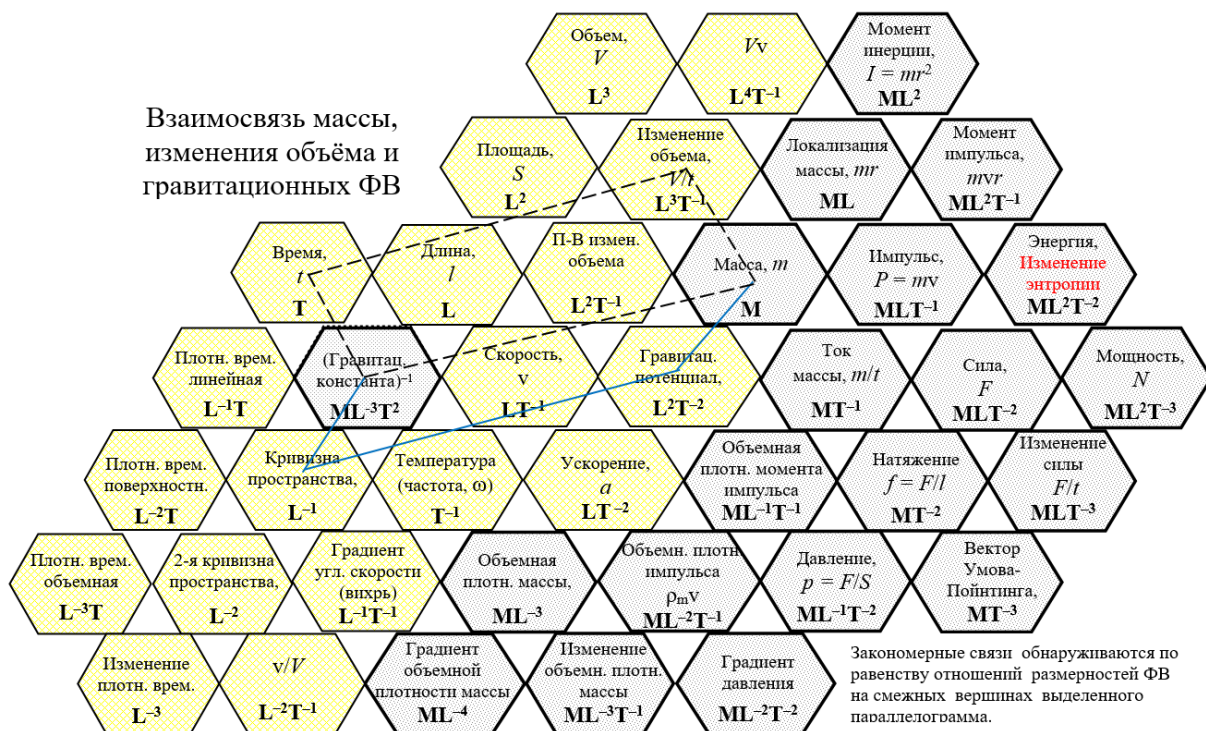 Объем,
V
L³
Vv
L⁴T⁻¹
Момент
инерции,
I = mr²
ML²
Взаимосвязь массы,
изменения объёма и
гравитационных ФВ
Площадь,
S
L²
Изменение
объема,
V/t
L³T⁻¹
Локализация
массы, mr
ML
Момент
импульса,
mvr
ML²T⁻¹
Время,
t
T
Длина,
l
L
П-В измен.
объема
L²T⁻¹
Масса, m
M
Импульс,
P = mv
MLT⁻¹
Энергия,
Изменение
энтропии
ML²T⁻²
Плотн. врем.
линейная
L⁻¹T
(Гравитац.
константа)⁻¹
ML⁻³T²
Скорость,
v
LT⁻¹
Гравитац.
потенциал,
L²T⁻²
Ток
массы, m/t
MT⁻¹
Сила,
F
MLT⁻²
Мощность,
N
ML²T⁻³
Плотн. врем.
поверхностн.
L⁻²T
Кривизна
пространства,
L⁻¹
Температура
(частота, ω)
T⁻¹
Ускорение,
a
LT⁻²
Объемная
плотн. момента
импульса
ML⁻¹T⁻¹
Натяжение
f = F/l
MT⁻²
Изменение
силы
F/t
MLT⁻³
Плотн. врем.
объемная
L⁻³T
2-я кривизна
пространства,
L⁻²
Градиент
угл. скорости
(вихрь)
L⁻¹T⁻¹
Объемная
плотн. массы,
ML⁻³
Объемн. плотн.
импульса
ρₘv
ML⁻²T⁻¹
Давление,
p = F/S
ML⁻¹T⁻²
Вектор
Умова-
Пойнтинга,
MT⁻³
Изменение
плотн. врем.
L⁻³
v/V
L⁻²T⁻¹
Градиент
объемной
плотности массы
ML⁻⁴
Изменение
объемн. плотн.
массы
ML⁻³T⁻¹
Градиент
давления
ML⁻²T⁻²
Закономерные связи обнаруживаются по
равенству отношений размерностей ФВ
на смежных вершинах выделенного
параллелограмма.